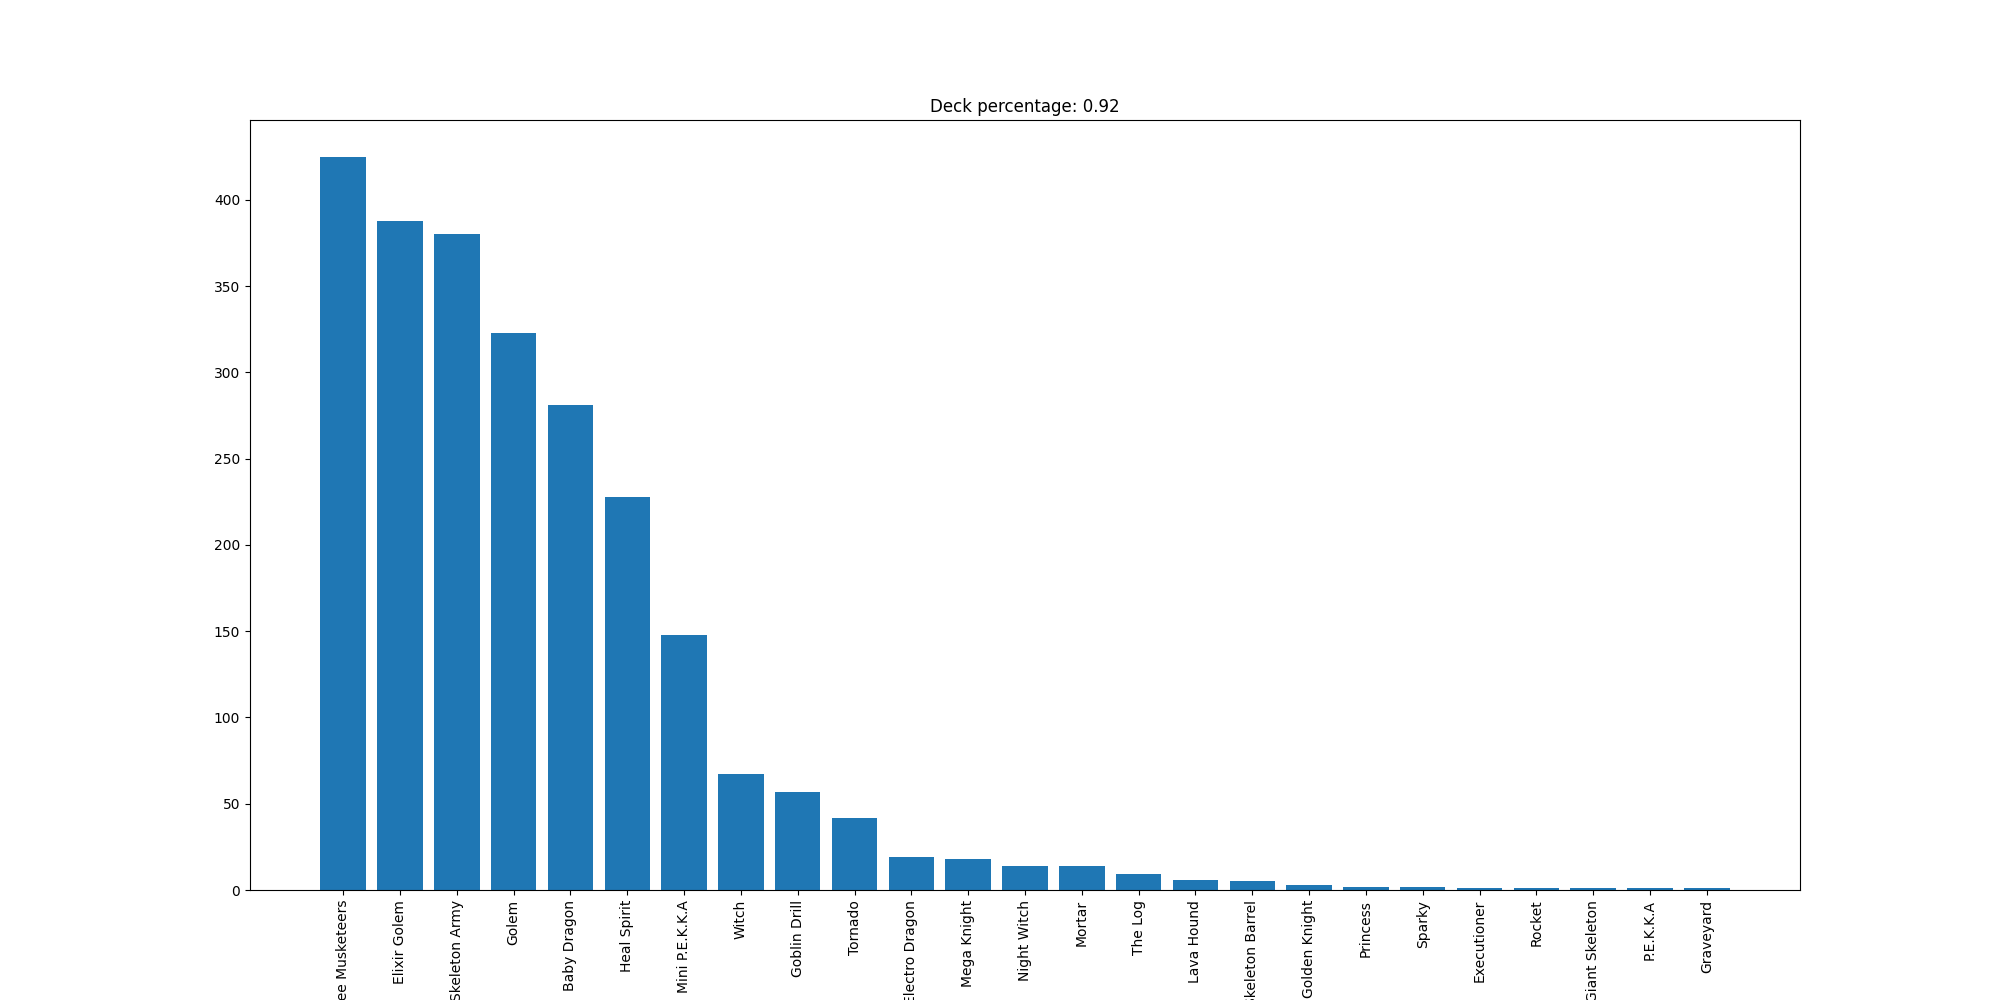 Deck percentage: 0.92
400
350
300
250
200
150
100
50
0
ee Musketeers
Elixir Golem
Skeleton Army
Golem
Baby Dragon
Heal Spirit
Mini P.E.K.K.A
Witch
Goblin Drill
Tornado
Electro Dragon
Mega Knight
Night Witch
Mortar
The Log
Lava Hound
keleton Barrel
Golden Knight
Princess
Sparky
Executioner
Rocket
Giant Skeleton
P.E.K.K.A
Graveyard